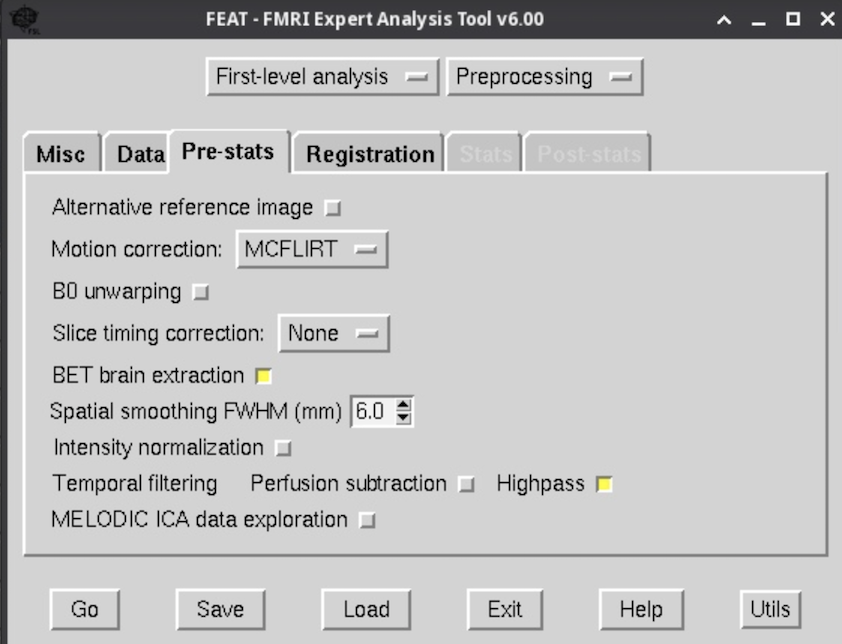 FEAT - FMRI Expert Analysis Tool v6.00
First-level analysis Preprocessing
Misc Data Pre-stats Registration Stats Post-stats
Alternative reference image
Motion correction: MCFLIRT
B0 unwarping
Slice timing correction: None
BET brain extraction
Spatial smoothing FWHM (mm) 6.0
Intensity normalization
Temporal filtering Perfusion subtraction Highpass
MELODIC ICA data exploration
Go Save Load Exit Help Utils